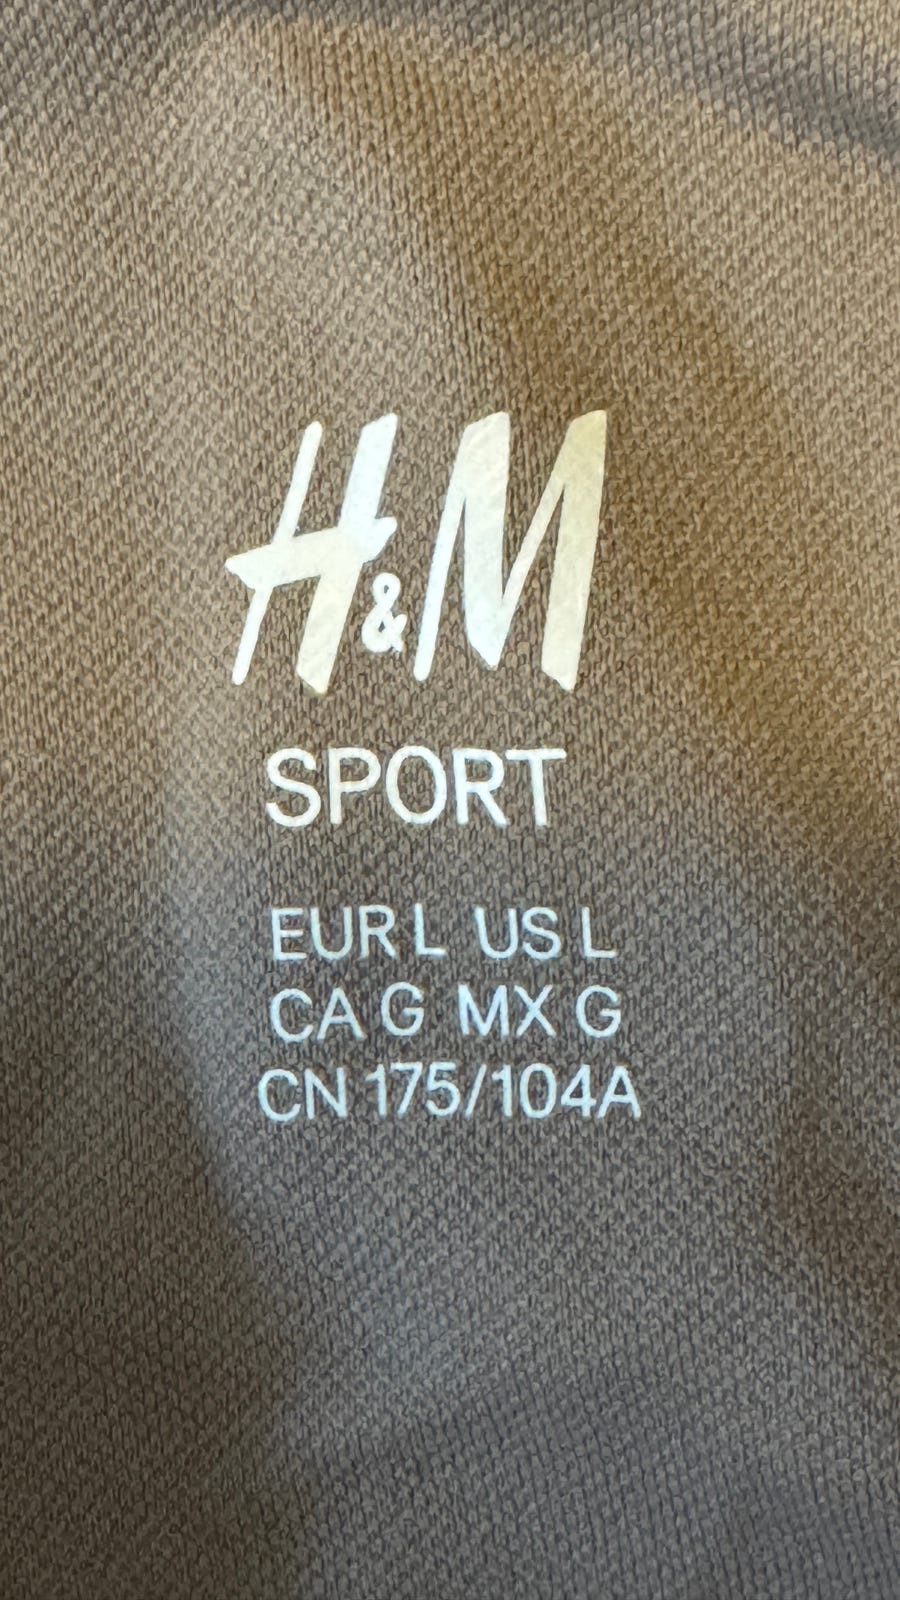 H&M
SPORT
EUR L US L
CA G MX G
CN 175/104A